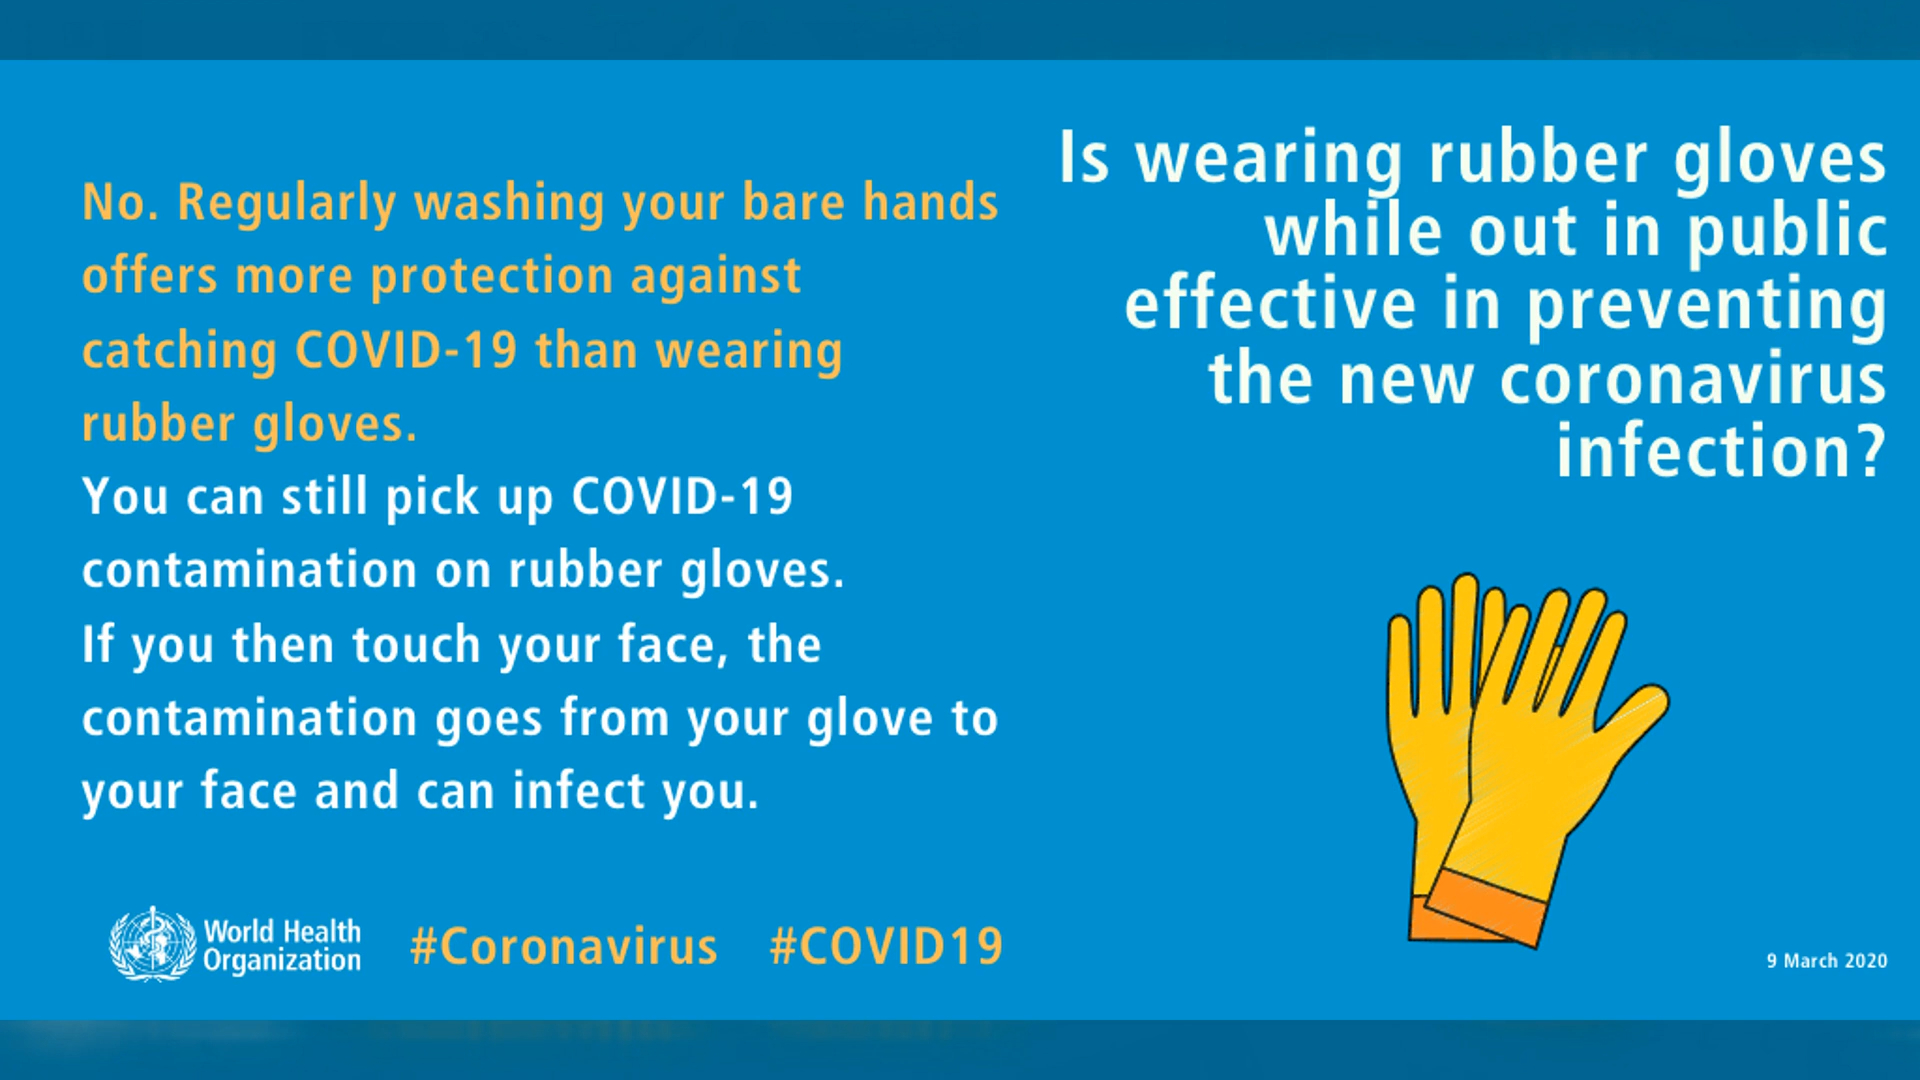 Is wearing rubber gloves
while out in public
effective in preventing
the new coronavirus
infection?
No. Regularly washing your bare hands
offers more protection against
catching COVID-19 than wearing
rubber gloves.
You can still pick up COVID-19
contamination on rubber gloves.
If you then touch your face, the
contamination goes from your glove to
your face and can infect you.
World Health
Organization
#Coronavirus #COVID19
9 March 2020